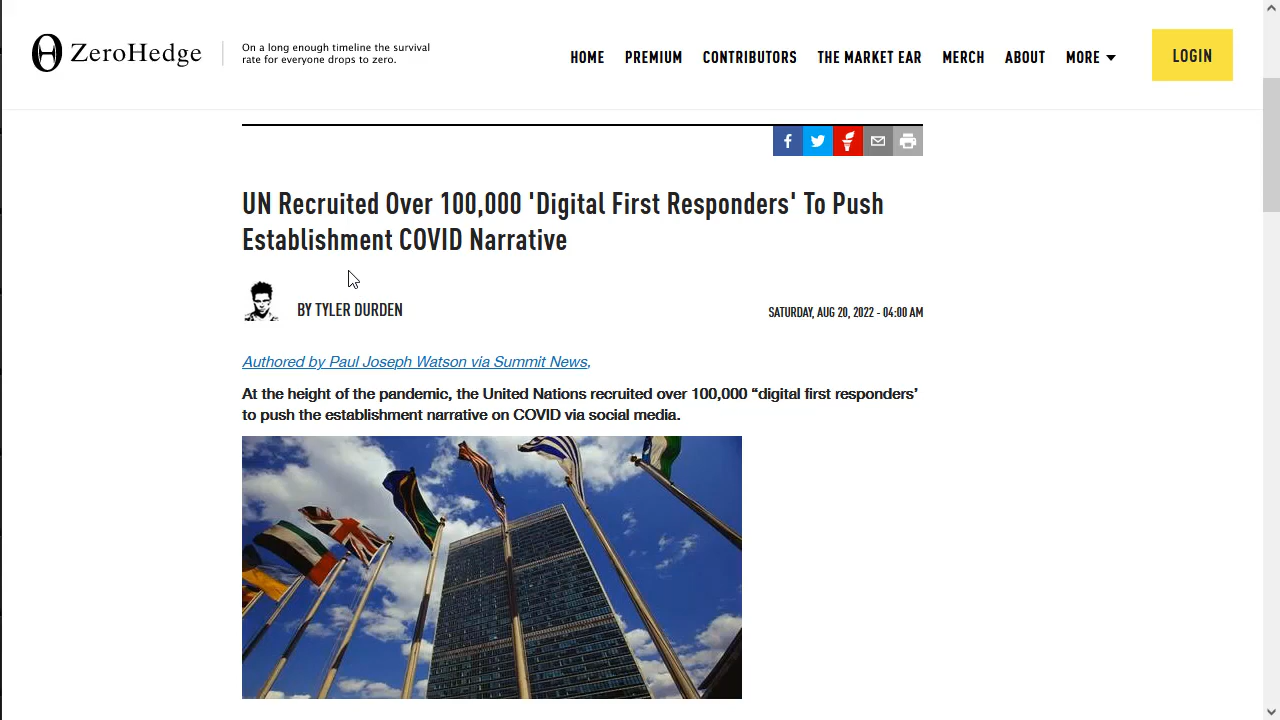 ZeroHedge
On a long enough timeline the survival
rate for everyone drops to zero.
HOME PREMIUM CONTRIBUTORS THE MARKET EAR MERCH ABOUT MORE
LOGIN
UN Recruited Over 100,000 'Digital First Responders' To Push
Establishment COVID Narrative
BY TYLER DURDEN
SATURDAY, AUG 20, 2022 - 04:00 AM
Authored by Paul Joseph Watson via Summit News,
At the height of the pandemic, the United Nations recruited over 100,000 “digital first responders’
to push the establishment narrative on COVID via social media.